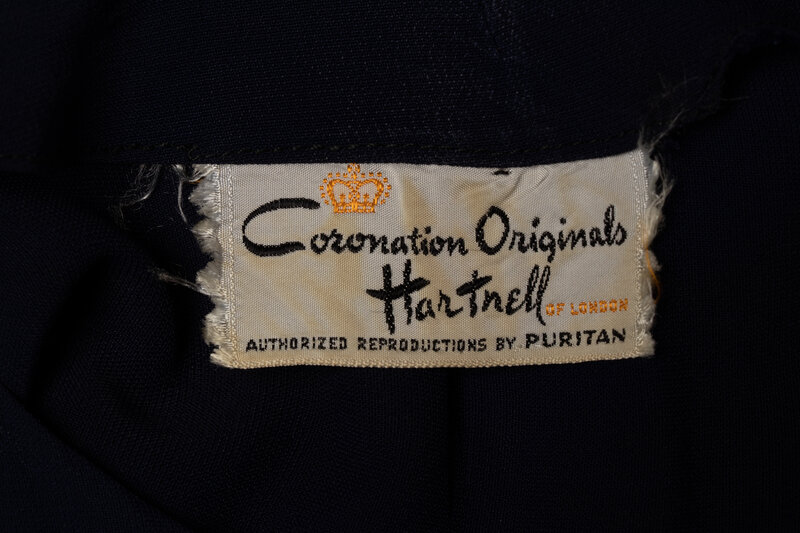 Coronation Originals
Hartnell OF LONDON
AUTHORIZED REPRODUCTIONS BY PURITAN